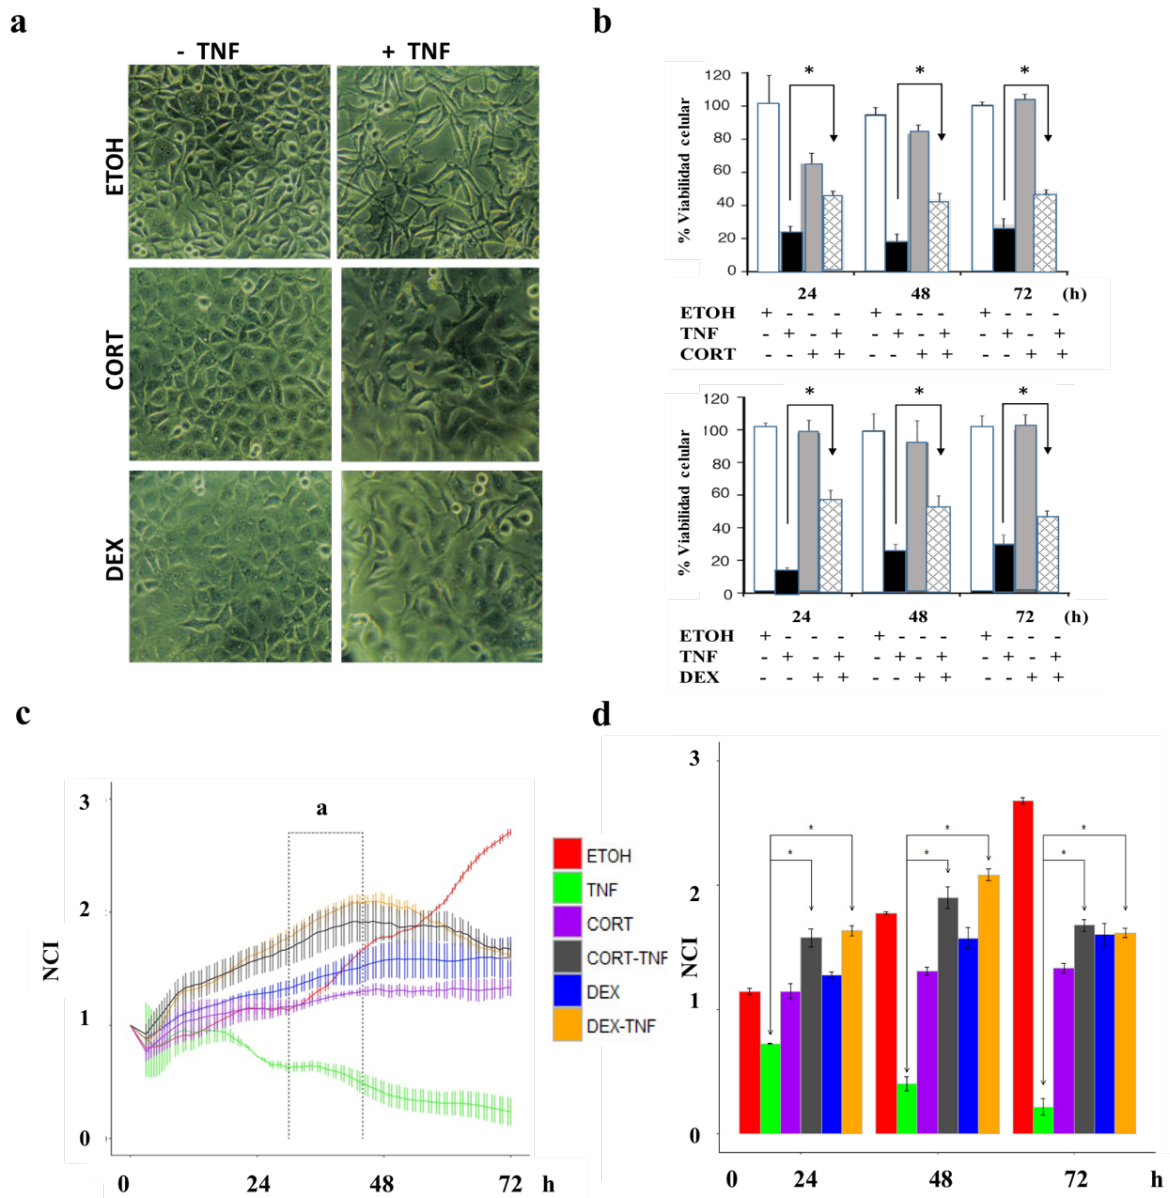 a
- TNF
+ TNF
ETOH
CORT
DEX
b
% Viabilidad celular
120
100
80
60
40
20
0
* * *
24 48 72 (h)
ETOH + - - - + - - - + - - -
TNF - + - + - + - + - + - +
CORT - - + + - - + + - - + +
% Viabilidad celular
120
100
80
60
40
20
0
* * *
24 48 72 (h)
ETOH + - - - + - - - + - - -
TNF - + - + - + - + - + - +
DEX - - + + - - + + - - + +
c
NCI
3
2
1
0
a
0 24 48 72 h
ETOH
TNF
CORT
CORT-TNF
DEX
DEX-TNF
d
NCI
3
2
1
0
* * *
* * *
0 24 48 72 h